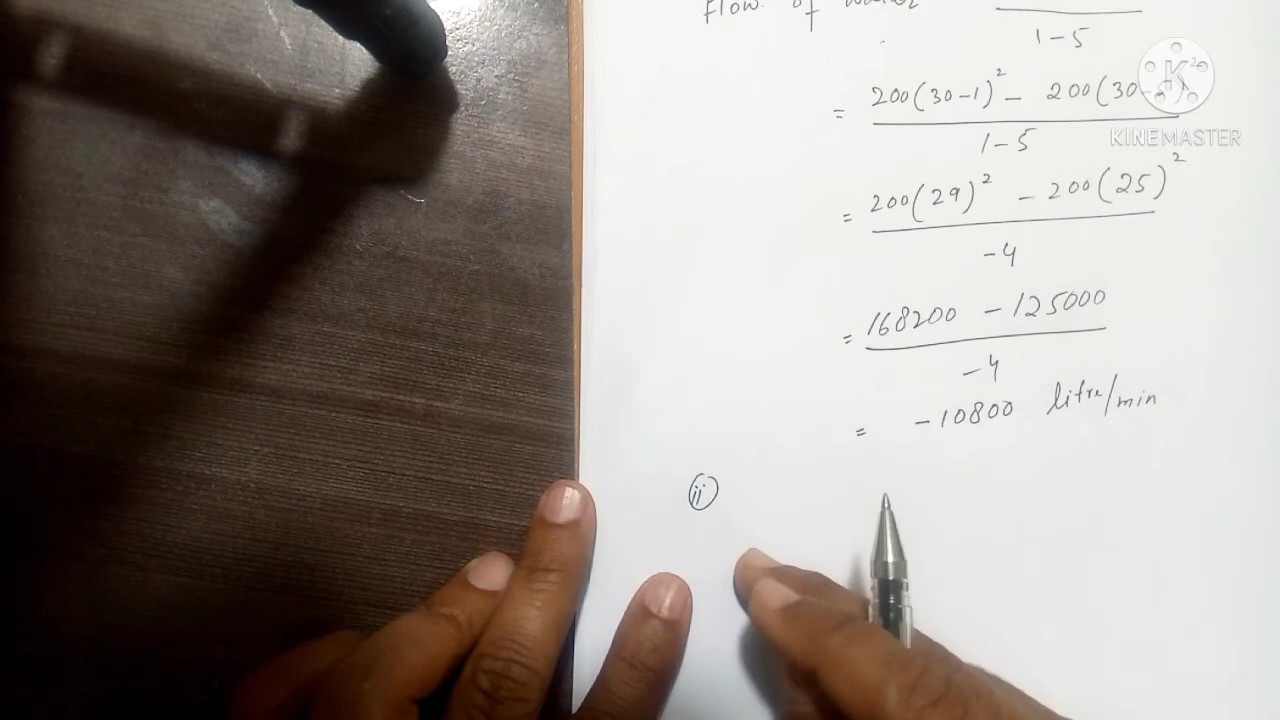 Flow of water
1-5
= 200(30-1)² - 200(30-
1-5
= 200(29)² - 200(25)²
-4
= 168200 - 125000
-4
= -10800 litre/min
(ii)
K
KINEMASTER